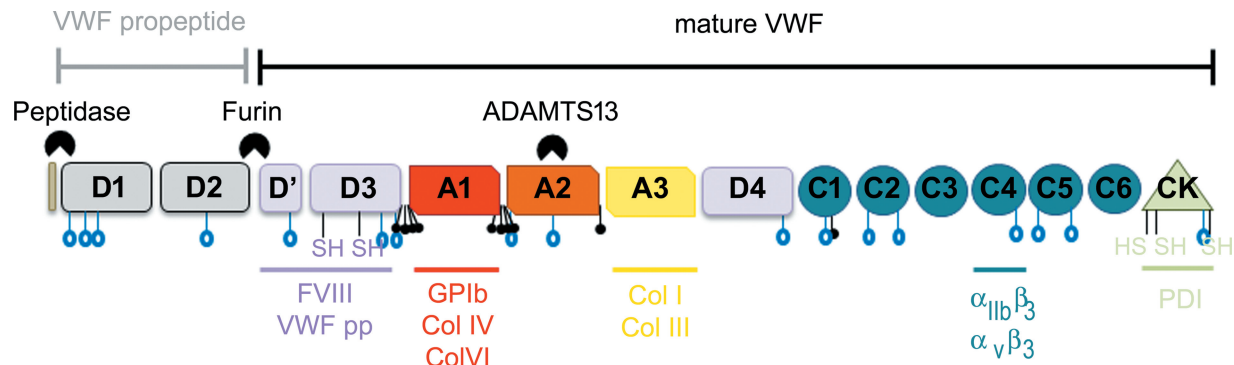 VWF propeptide
mature VWF
Peptidase
Furin
ADAMTS13
D1 D2 D' D3 A1 A2 A3 D4 C1 C2 C3 C4 C5 C6 CK
SH SH
HS SH SH
FVIII
VWF pp
GPIb
Col IV
ColVI
Col I
Col III
αIIbβ3
αvβ3
PDI